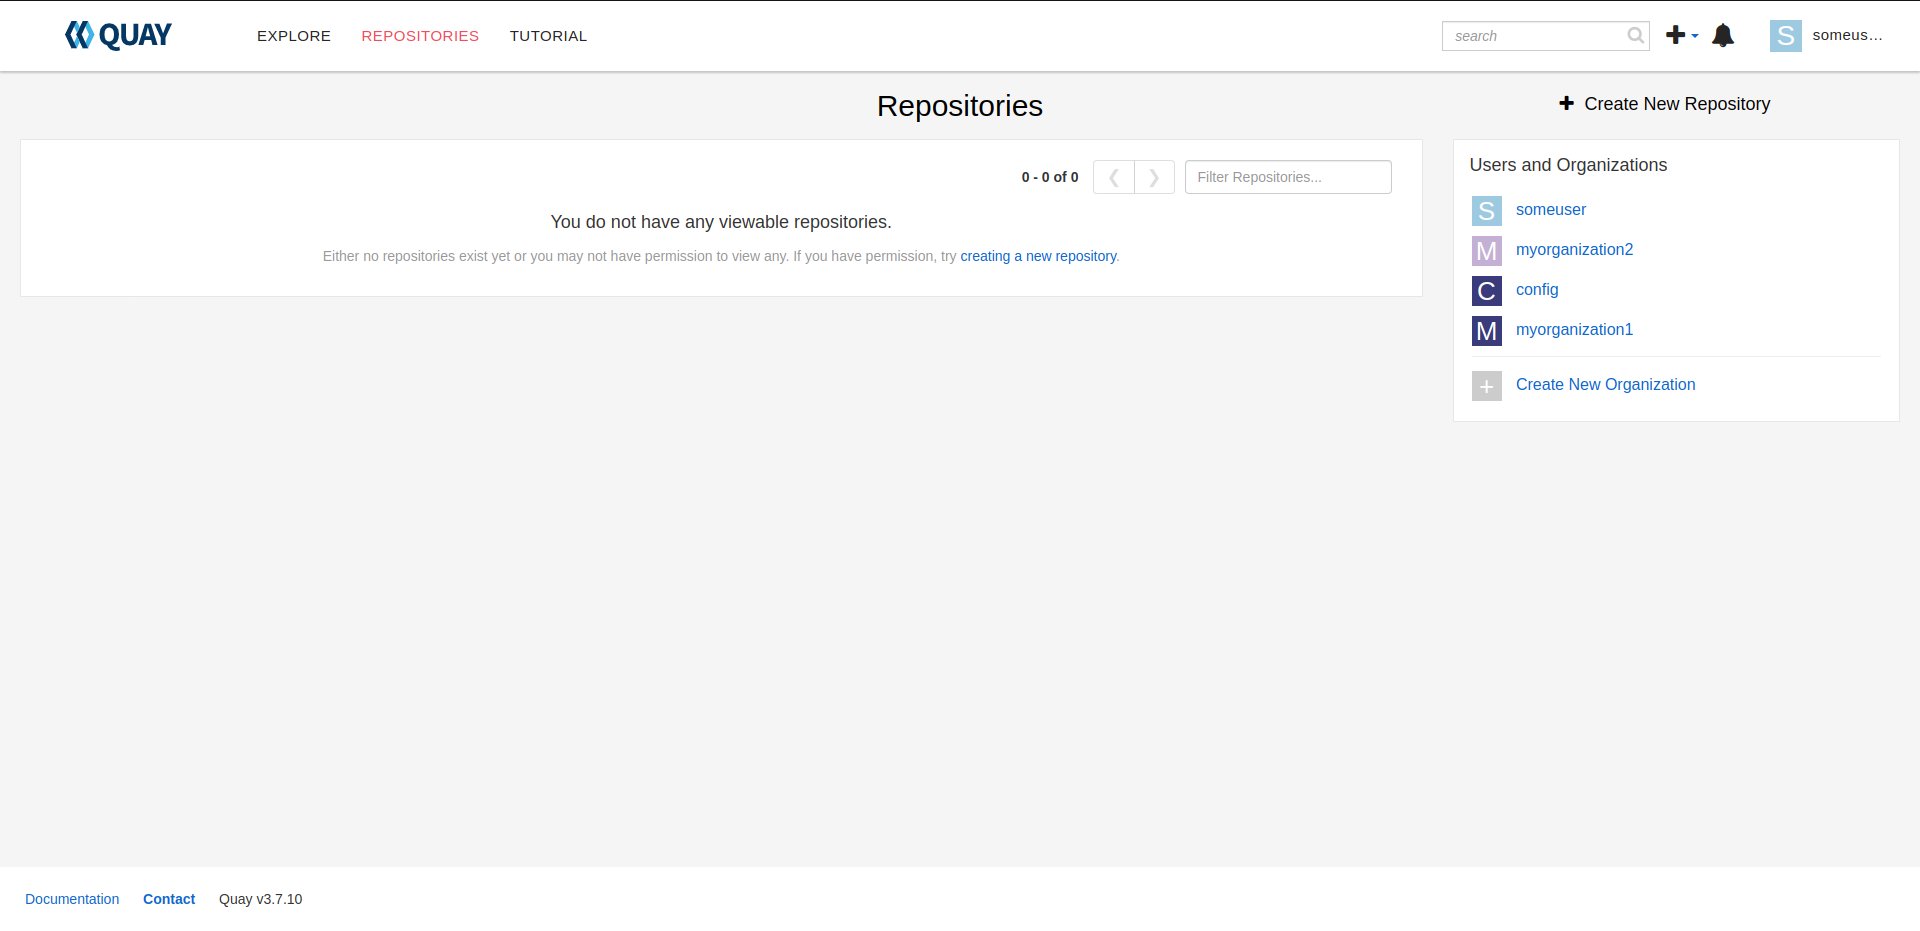 QUAY EXPLORE REPOSITORIES TUTORIAL search S someus...
Repositories
Create New Repository
0 - 0 of 0 Filter Repositories...
You do not have any viewable repositories.
Either no repositories exist yet or you may not have permission to view any. If you have permission, try creating a new repository.
Users and Organizations
S someuser
M myorganization2
C config
M myorganization1
+ Create New Organization
Documentation Contact Quay v3.7.10